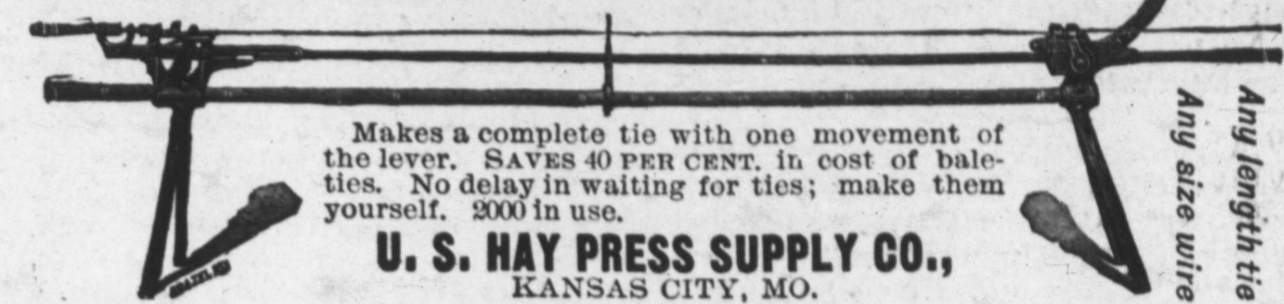 Makes a complete tie with one movement of
the lever. SAVES 40 PER CENT. in cost of bale-
ties. No delay in waiting for ties; make them
yourself. 2000 in use.
U. S. HAY PRESS SUPPLY CO.,
KANSAS CITY, MO.
Any size wire
Any length tie